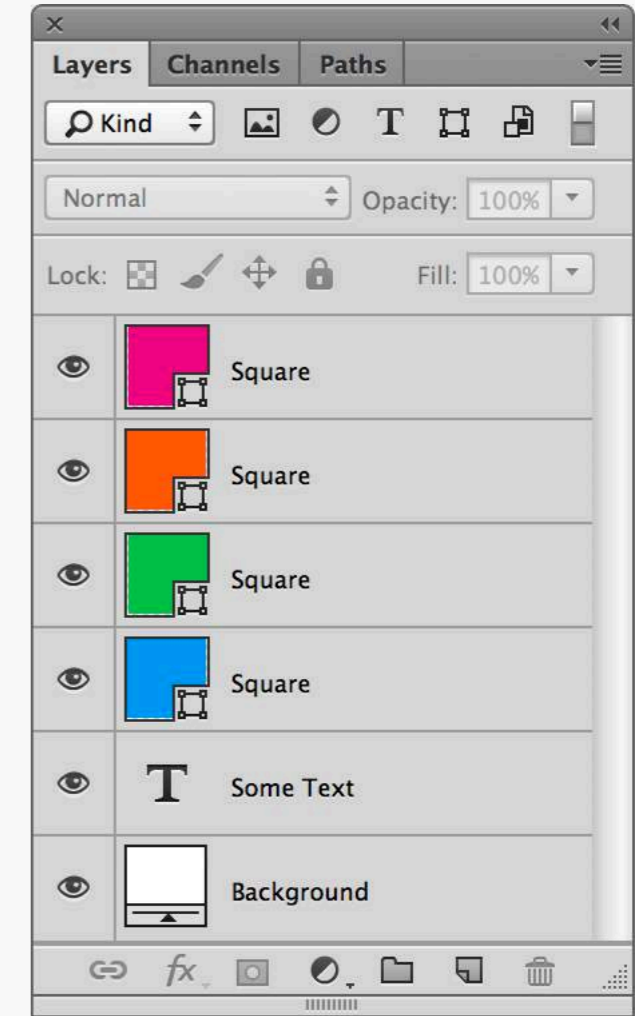 Layers Channels Paths
Kind T
Normal Opacity: 100%
Lock: Fill: 100%
Square
Square
Square
Square
T Some Text
Background
fx